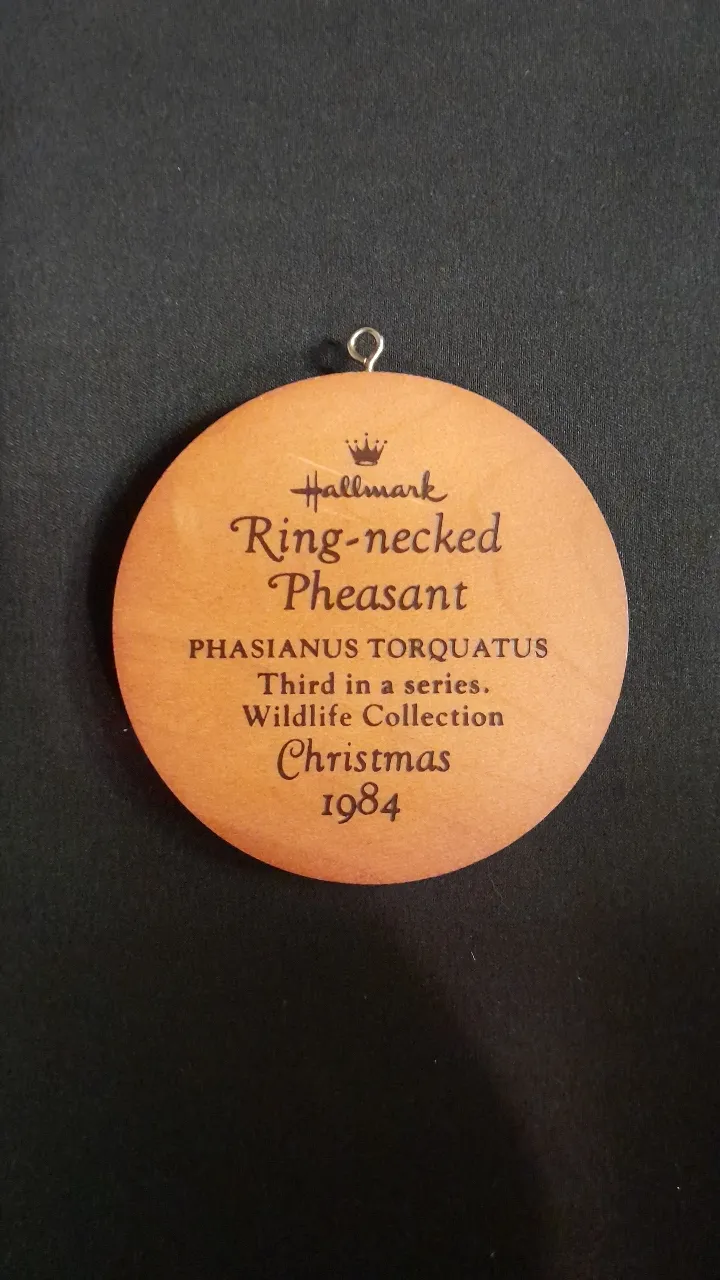 Hallmark
Ring-necked
Pheasant
PHASIANUS TORQUATUS
Third in a series.
Wildlife Collection
Christmas
1984